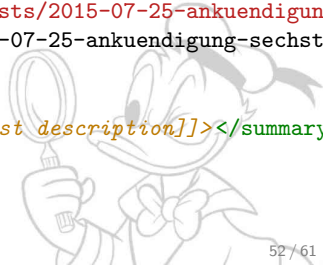 sts/2015-07-25-ankuendigun
-07-25-ankuendigung-sechst
st description]]></summary
52 / 61